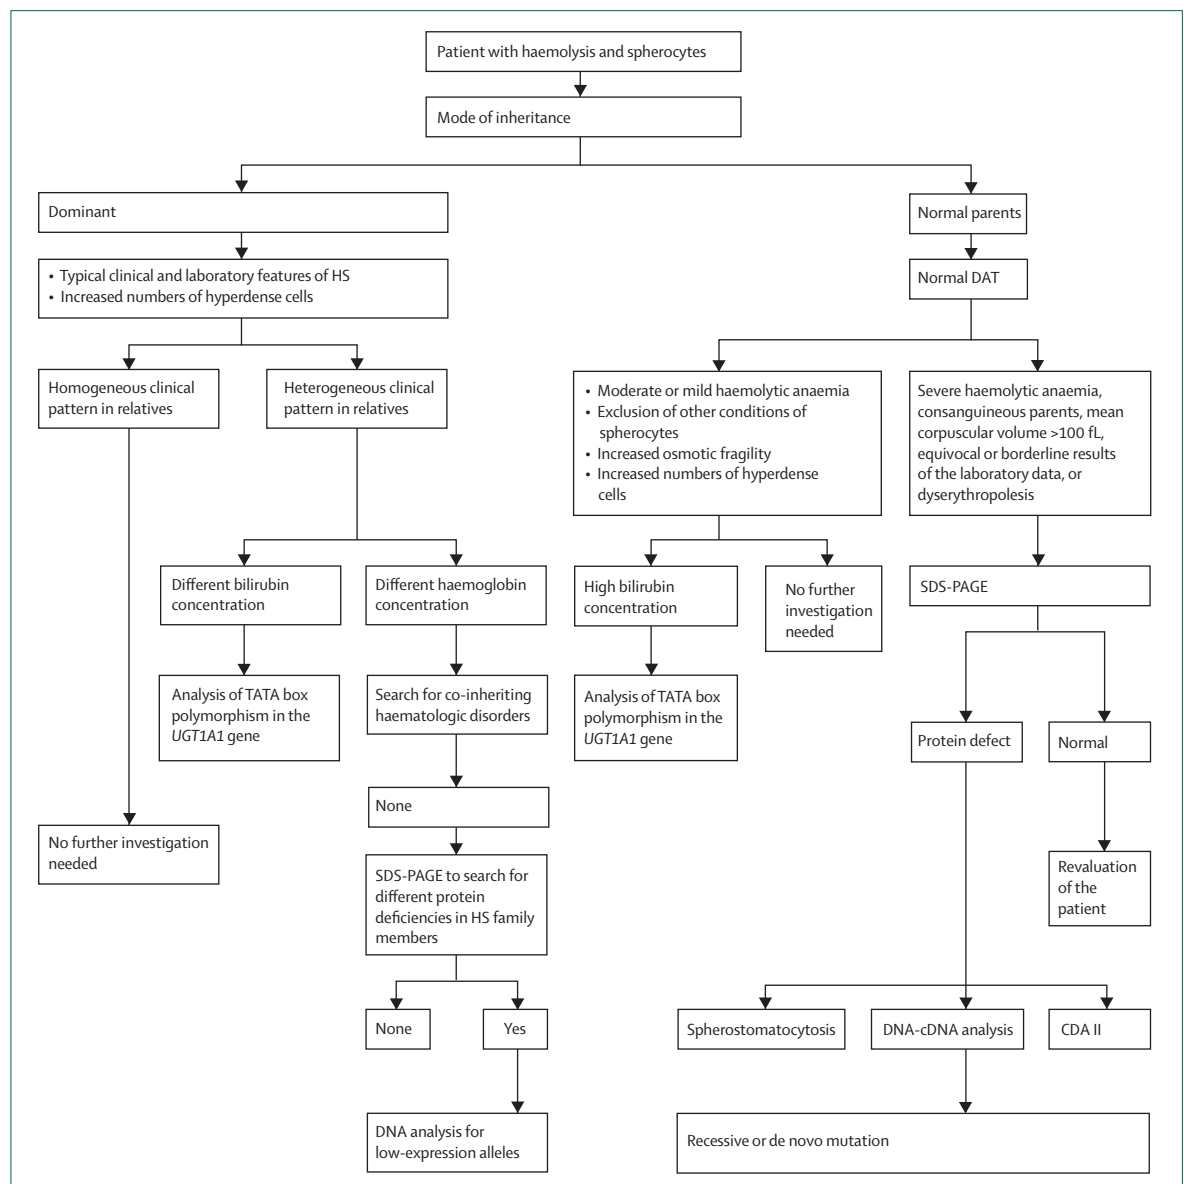 Patient with haemolysis and spherocytes
Mode of inheritance
Dominant
• Typical clinical and laboratory features of HS
• Increased numbers of hyperdense cells
Homogeneous clinical
pattern in relatives
Heterogeneous clinical
pattern in relatives
Different bilirubin
concentration
Analysis of TATA box
polymorphism in the
UGT1A1 gene
Different haemoglobin
concentration
Search for co-inheriting
haematologic disorders
None
No further investigation
needed
SDS-PAGE to search for
different protein
deficiencies in HS family
members
None
Yes
DNA analysis for
low-expression alleles
Normal parents
Normal DAT
• Moderate or mild haemolytic anaemia
• Exclusion of other conditions of
spherocytes
• Increased osmotic fragility
• Increased numbers of hyperdense
cells
High bilirubin
concentration
Analysis of TATA box
polymorphism in the
UGT1A1 gene
No further
investigation
needed
Severe haemolytic anaemia,
consanguineous parents, mean
corpuscular volume >100 fL,
equivocal or borderline results
of the laboratory data, or
dyserythropolesis
SDS-PAGE
Protein defect
Normal
Revaluation
of the
patient
Spherostomatocytosis
DNA-cDNA analysis
CDA II
Recessive or de novo mutation